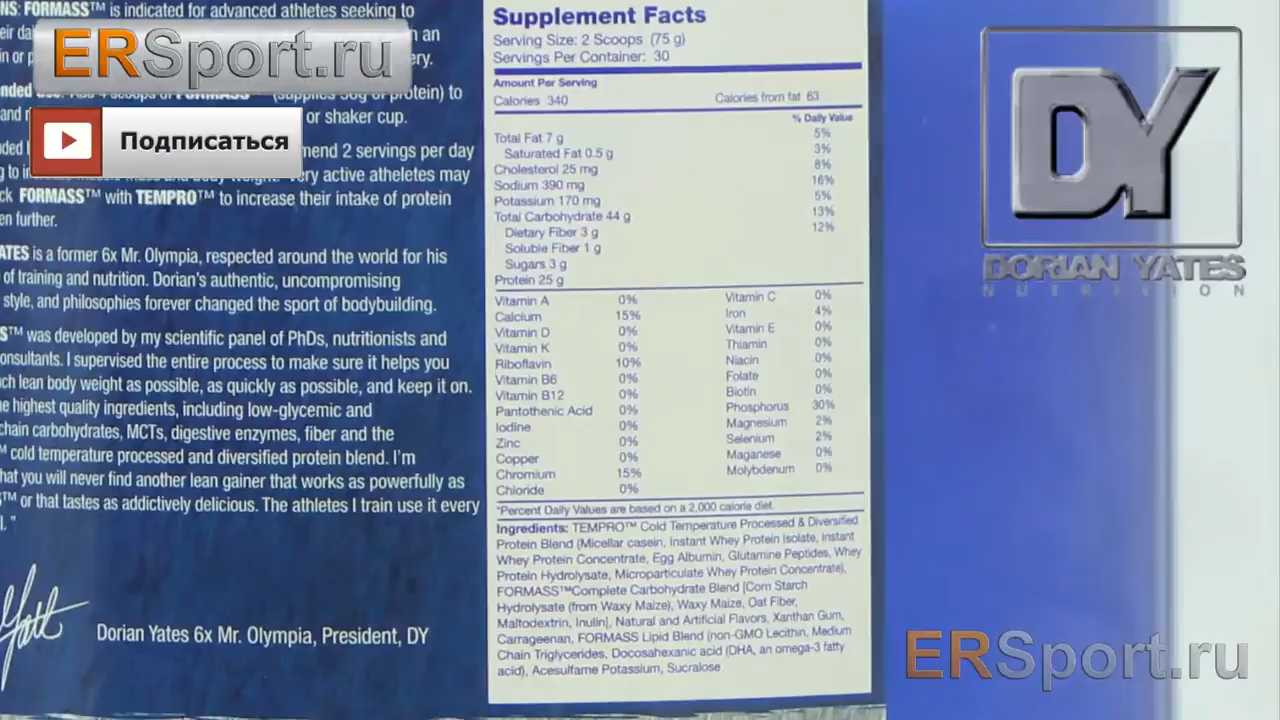 NS: FORMASS™ is indicated for advanced athletes seeking to
eir dai
n an
in or p
ery.
ERSport.ru
nded
(supplies 50g of protein) to
and
or shaker cup.
Подписаться
mend 2 servings per day
g to in
Very active atheletes may
ck FORMASS™ with TEMPRO™ to increase their intake of protein
en further.
ATES is a former 6x Mr. Olympia, respected around the world for his
of training and nutrition. Dorian's authentic, uncompromising
style, and philosophies forever changed the sport of bodybuilding.
S™ was developed by my scientific panel of PhDs, nutritionists and
onsultants. I supervised the entire process to make sure it helps you
ch lean body weight as possible, as quickly as possible, and keep it on.
e highest quality ingredients, including low-glycemic and
chain carbohydrates, MCTs, digestive enzymes, fiber and the
™ cold temperature processed and diversified protein blend. I'm
hat you will never find another lean gainer that works as powerfully as
S™ or that tastes as addictively delicious. The athletes I train use it every
l."
Dorian Yates 6x Mr. Olympia, President, DY
Supplement Facts
Serving Size: 2 Scoops (75 g)
Servings Per Container: 30
Amount Per Serving
Calories 340 Calories from fat 63
% Daily Value
Total Fat 7 g 5%
Saturated Fat 0.5 g 3%
Cholesterol 25 mg 8%
Sodium 390 mg 16%
Potassium 170 mg 5%
Total Carbohydrate 44 g 13%
Dietary Fiber 3 g 12%
Soluble Fiber 1 g
Sugars 3 g
Protein 25 g
Vitamin A 0% Vitamin C 0%
Calcium 15% Iron 4%
Vitamin D 0% Vitamin E 0%
Vitamin K 0% Thiamin 0%
Riboflavin 10% Niacin 0%
Vitamin B6 0% Folate 0%
Vitamin B12 0% Biotin 0%
Pantothenic Acid 0% Phosphorus 30%
Iodine 0% Magnesium 2%
Zinc 0% Selenium 2%
Copper 0% Maganese 0%
Chromium 15% Molybdenum 0%
Chloride 0%
*Percent Daily Values are based on a 2,000 calorie diet.
Ingredients: TEMPRO™ Cold Temperature Processed & Diversified
Protein Blend (Micellar casein, Instant Whey Protein Isolate, Instant
Whey Protein Concentrate, Egg Albumin, Glutamine Peptides, Whey
Protein Hydrolysate, Microparticulate Whey Protein Concentrate),
FORMASS™Complete Carbohydrate Blend [Corn Starch
Hydrolysate (from Waxy Maize), Waxy Maize, Oat Fiber,
Maltodextrin, Inulin], Natural and Artificial Flavors, Xanthan Gum,
Carrageenan, FORMASS Lipid Blend (non-GMO Lecithin, Medium
Chain Triglycerides, Docosahexanic acid (DHA, an omega-3 fatty
acid), Acesulfame Potassium, Sucralose
DY
DORIAN YATES
NUTRITION
ERSport.ru